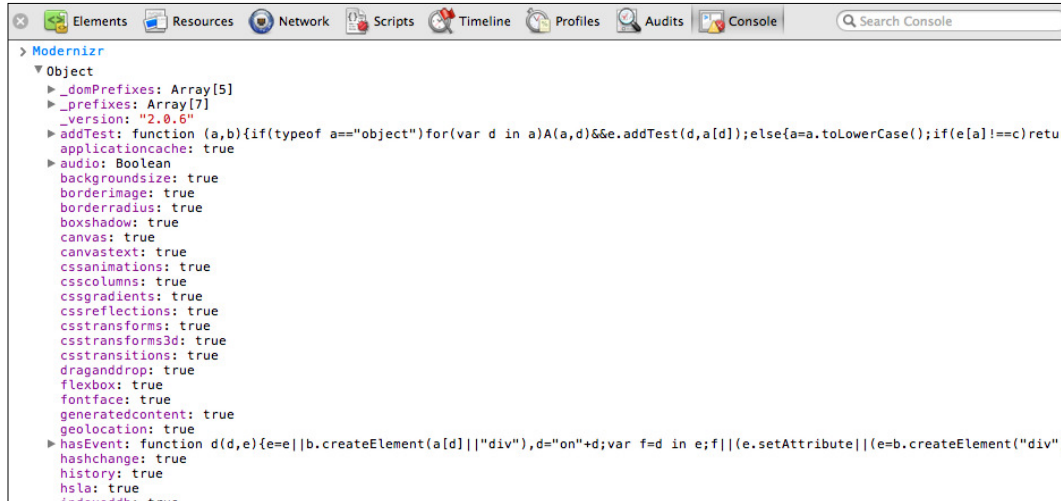 Elements Resources Network Scripts Timeline Profiles Audits Console Search Console
> Modernizr
▼Object
▶_domPrefixes: Array[5]
▶_prefixes: Array[7]
_version: "2.0.6"
▶addTest: function (a,b){if(typeof a=="object")for(var d in a)A(a,d)&&e.addTest(d,a[d]);else{a=a.toLowerCase();if(e[a]!==c)retu
applicationcache: true
▶audio: Boolean
backgroundsize: true
borderimage: true
borderradius: true
boxshadow: true
canvas: true
canvastext: true
cssanimations: true
csscolumns: true
cssgradients: true
cssreflections: true
csstransforms: true
csstransforms3d: true
csstransitions: true
draganddrop: true
flexbox: true
fontface: true
generatedcontent: true
geolocation: true
▶hasEvent: function d(d,e){e=e||b.createElement(a[d]||"div"),d="on"+d;var f=d in e;f||(e.setAttribute||(e=b.createElement("div"
hashchange: true
history: true
hsla: true